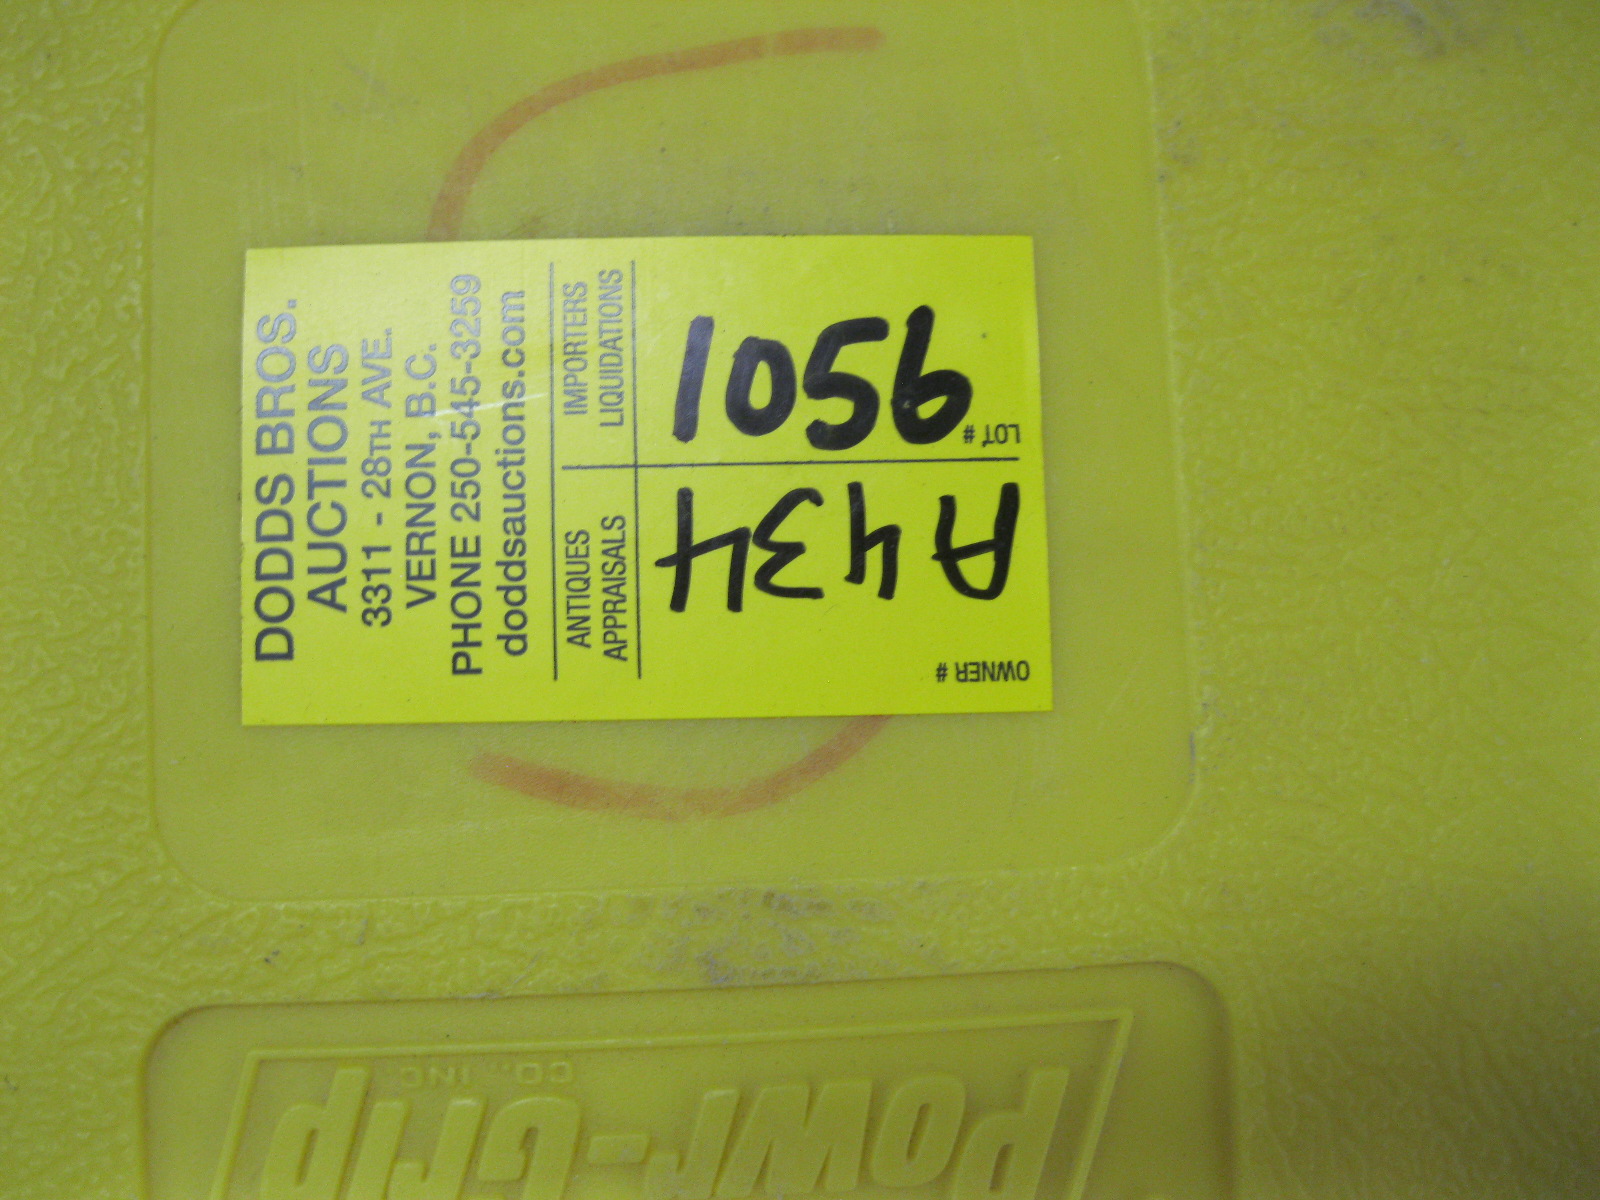 DODDS BROS.
AUCTIONS
3311 - 28TH AVE.
VERNON, B.C.
PHONE 250-545-3259
doddsauctions.com
ANTIQUES IMPORTERS
APPRAISALS LIQUIDATIONS
OWNER # LOT #
A434 9501
POWR-GRIP
CO., INC